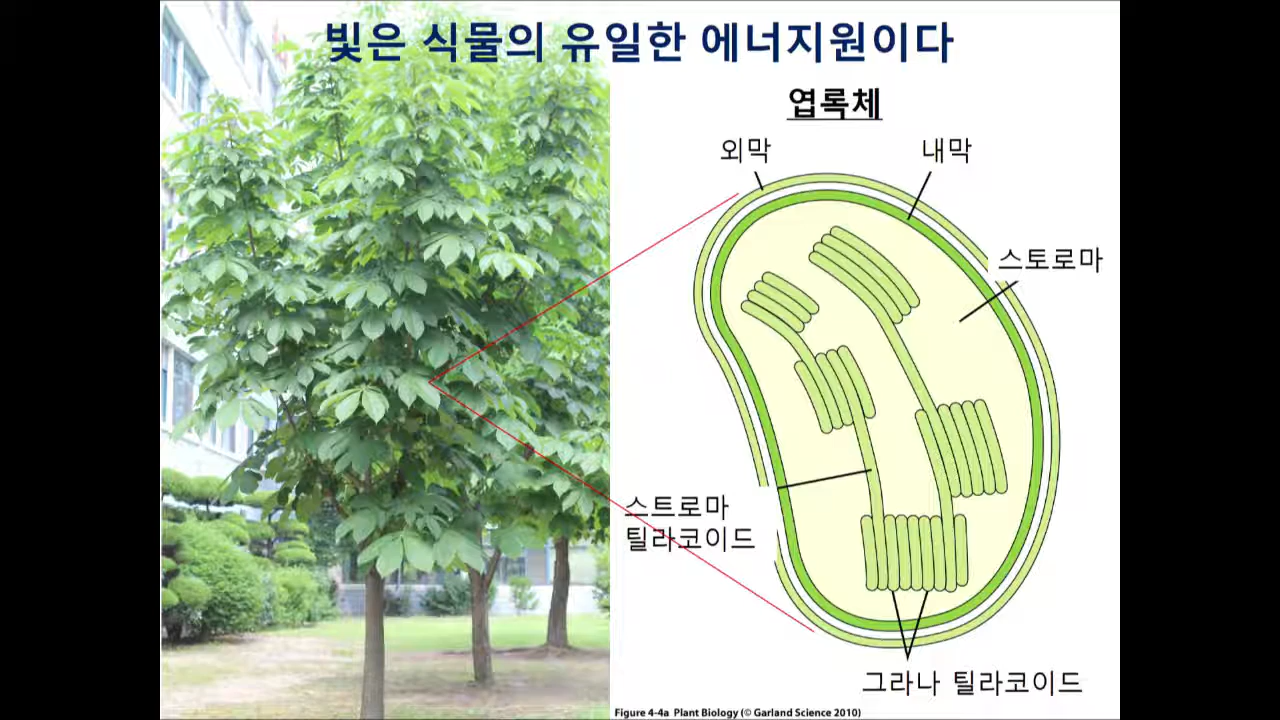 빛은 식물의 유일한 에너지원이다
엽록체
외막
내막
스토로마
스트로마
틸라코이드
그라나 틸라코이드
Figure 4-4a Plant Biology (© Garland Science 2010)